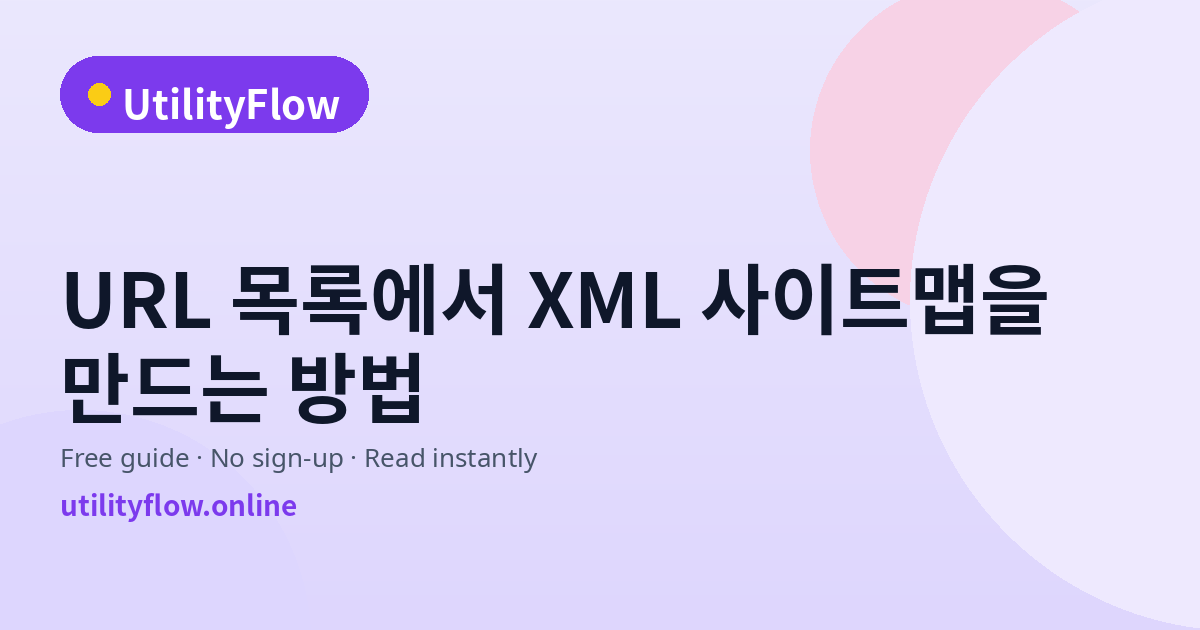 UtilityFlow
URL 목록에서 XML 사이트맵을
만드는 방법
Free guide · No sign-up · Read instantly
utilityflow.online